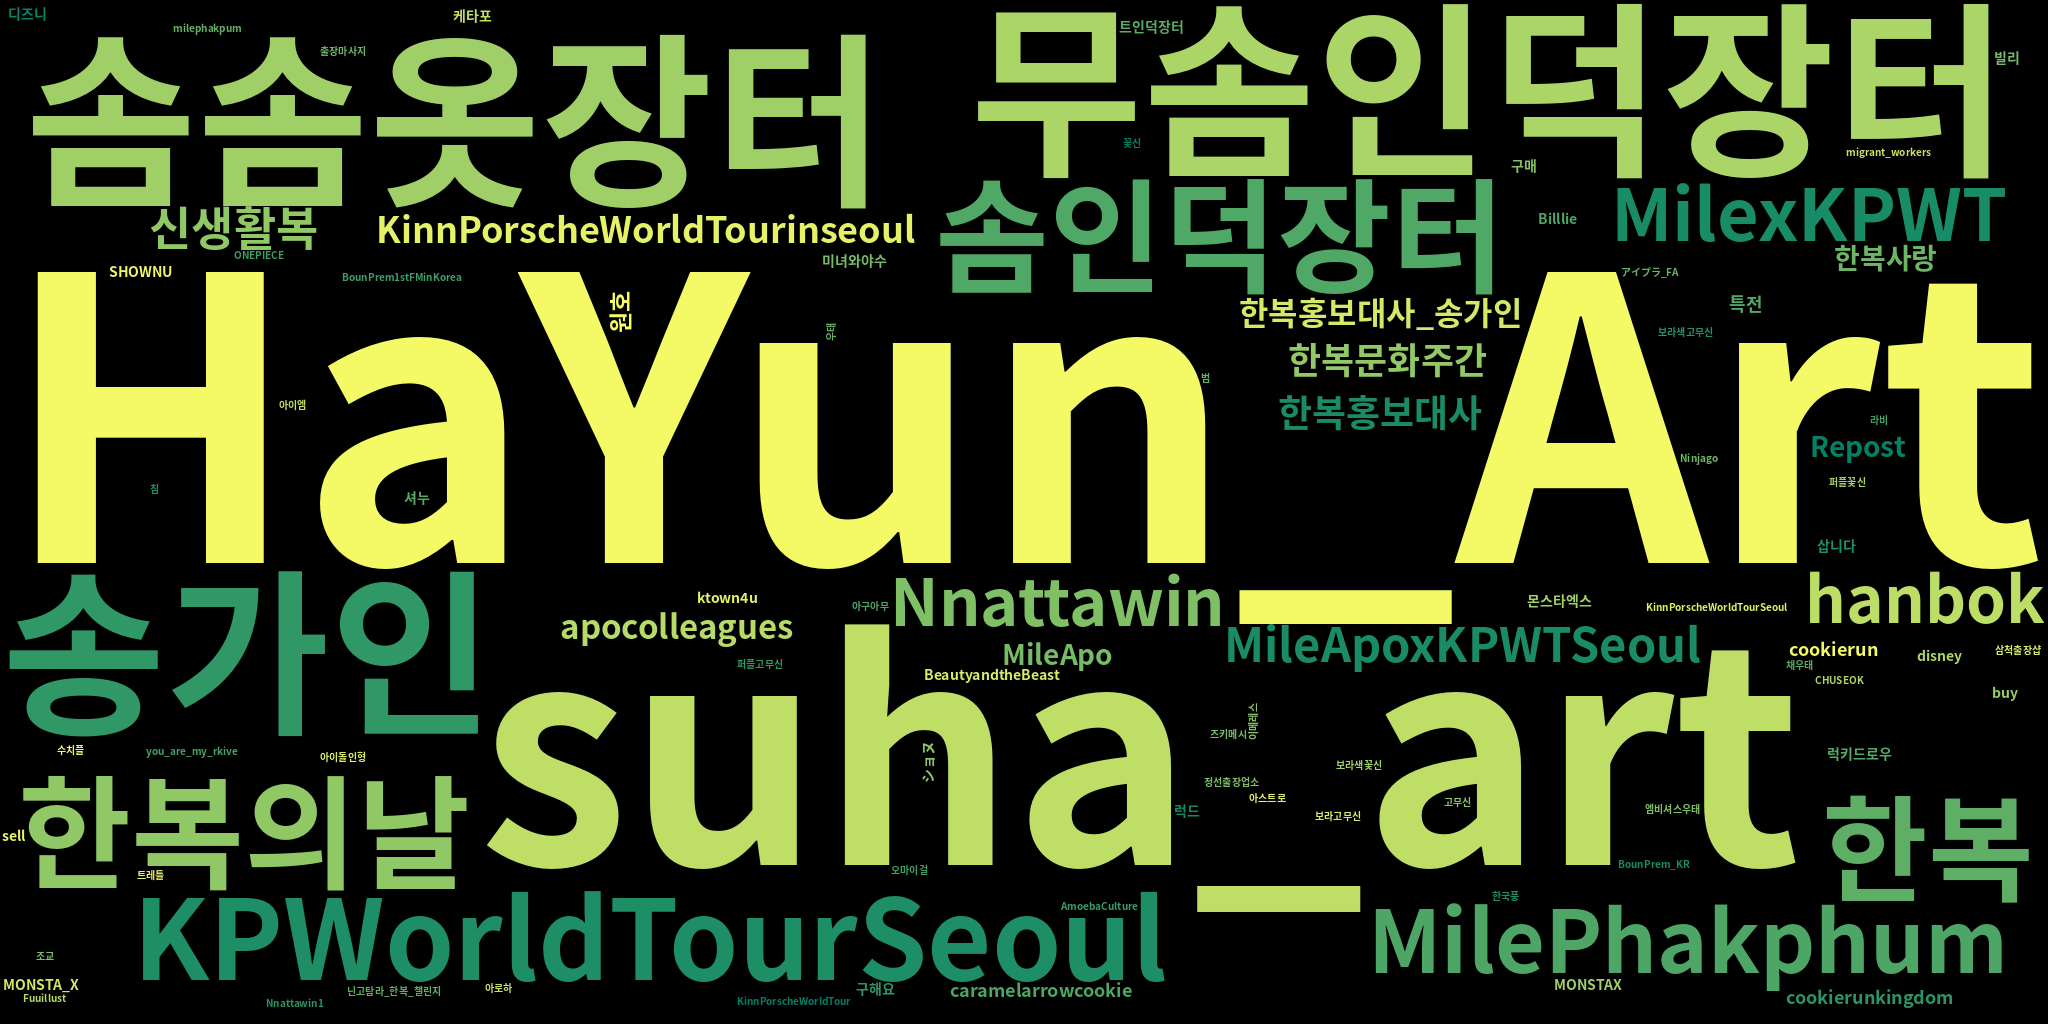 디즈니
케타포
milephakpum
트인덕장터
출장마사지
솜솜옷장터
무솜인덕장터
빌리
꽃신
migrant_workers
구매
신생활복
KinnPorscheWorldTourinseoul
솜인덕장터
Billlie
MilexKPWT
ONEPIECE
미녀와야수
한복사랑
SHOWNU
BounPrem1stFMinKorea
アイプラ_FA
원호
한복홍보대사_송가인
특전
우태
보라색고무신
한복문화주간
범
아이엠
한복홍보대사
HaYun_Art
라비
Repost
Ninjago
퍼플꽃신
침
셔누
삽니다
송가인
ktown4u
아구아무
Nnattawin
몬스타엑스
KinnPorscheWorldTourSeoul
hanbok
apocolleagues
MileApo
MileApoxKPWTSeoul
cookierun
disney
삼척출장샵
퍼플고무신
BeautyandtheBeast
채우태
CHUSEOK
buy
수치플
you_are_my_rkive
아이돌인형
ショヌ
즈키메시
보라색꽃신
럭키드로우
정선출장업소
아스트로
suha_art
럭드
보라고무신
고무신
엠비셔스우태
sell
한복의날
한복
트레틀
오마이걸
BounPrem_KR
한국풍
KPWorldTourSeoul
AmoebaCulture
MilePhakphum
조교
MONSTA_X
Fuuillust
닌고탐라_한복_챌린지
아로하
구해요
caramelarrowcookie
MONSTAX
Nnattawin1
KinnPorscheWorldTour
cookierunkingdom